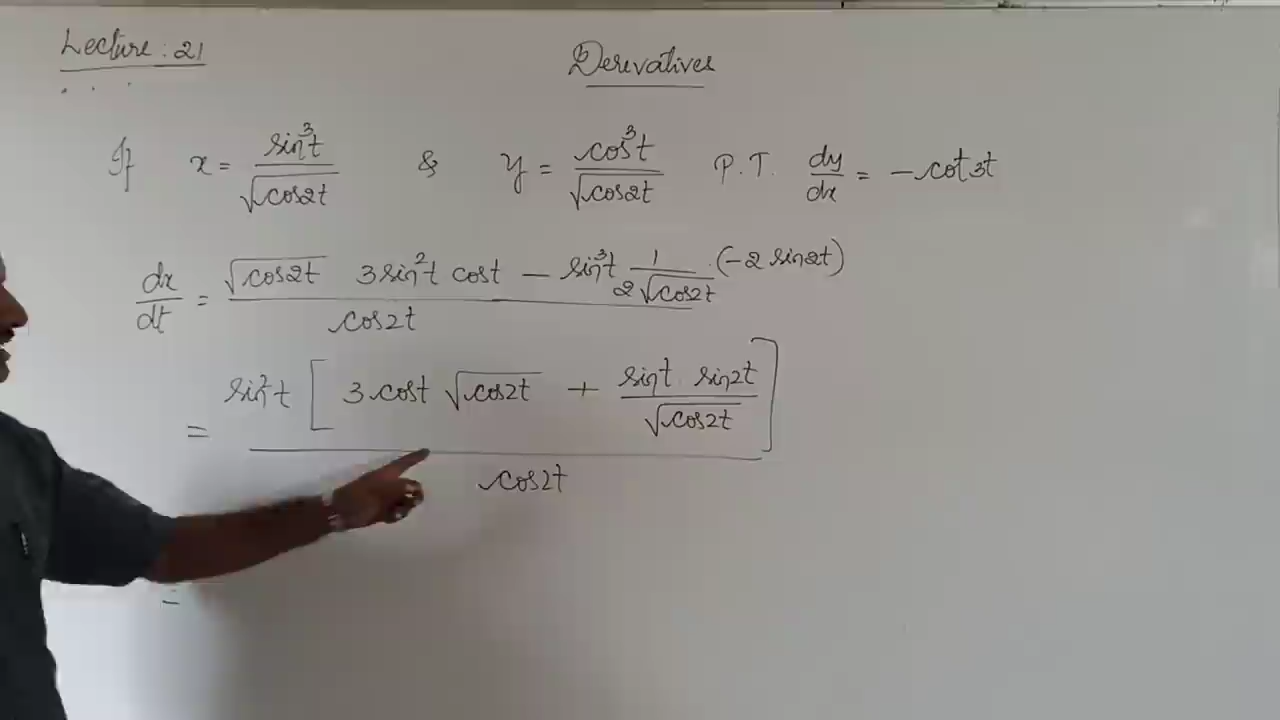 Lecture : 21
Derevatives
If x = sin³t / √cos2t & y = cos³t / √cos2t P.T. dy/dx = -cot3t
dx/dt = (√cos2t 3sin²t cost - sin³t 1/(2√cos2t) · (-2 sin2t)) / cos2t
= sin²t [ 3 cost √cos2t + sint · sin2t / √cos2t ] / cos2t
=